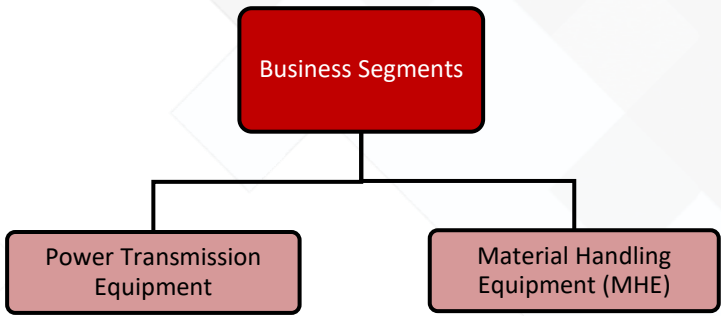 Business Segments
Power Transmission
Equipment
Material Handling
Equipment (MHE)